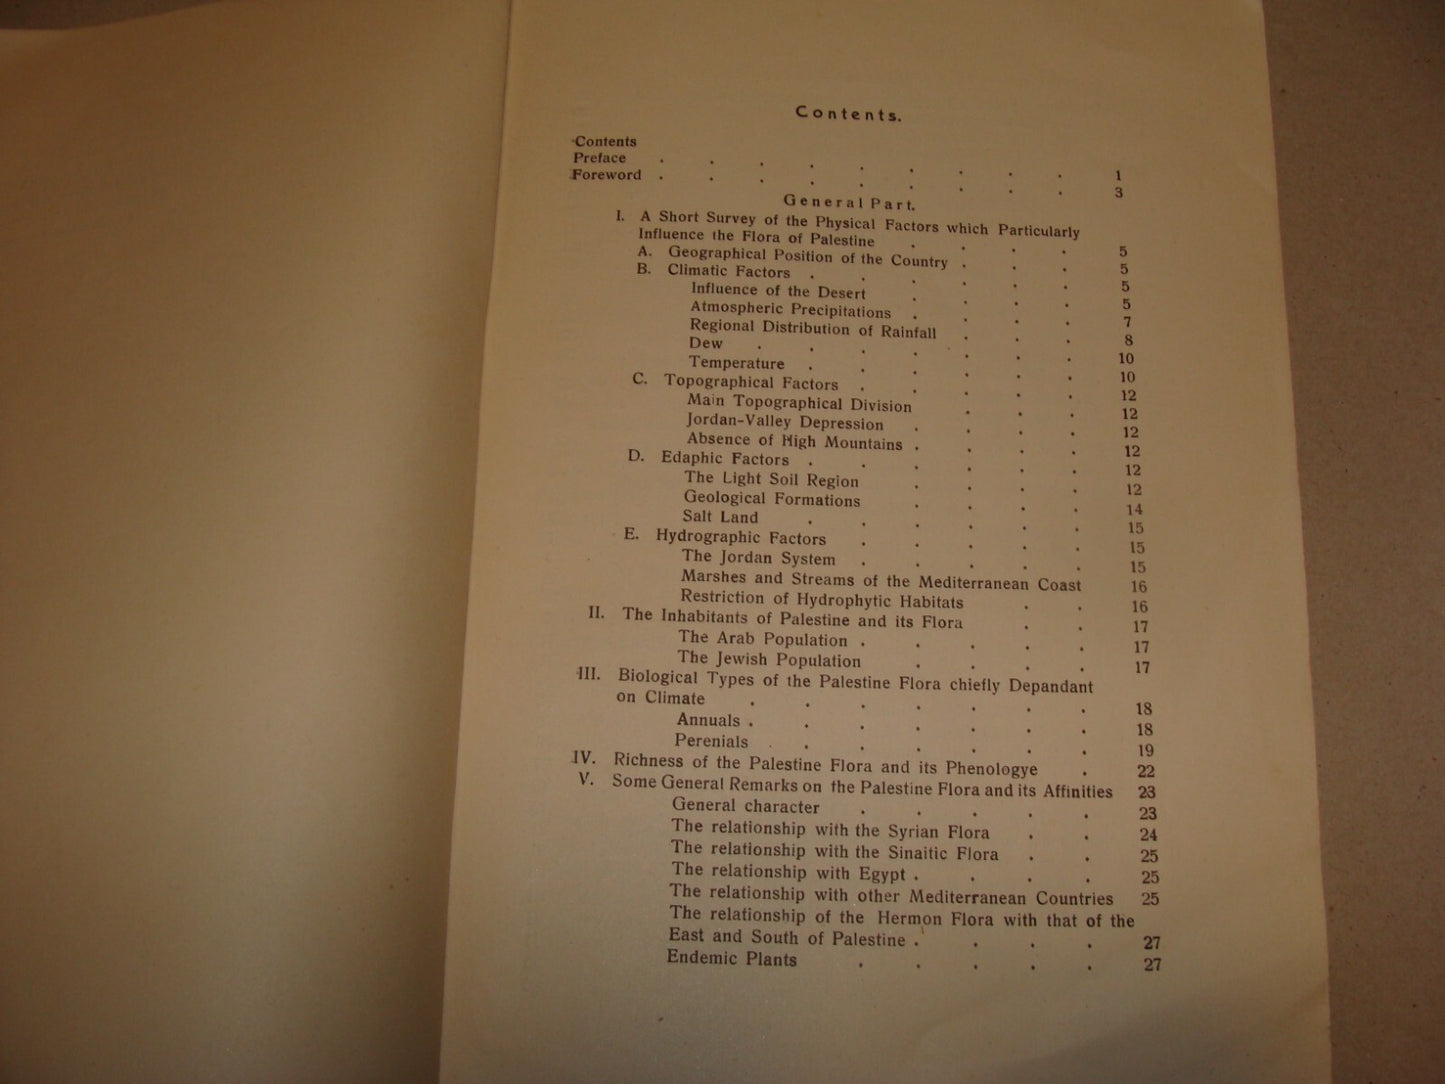 Contents.
Contents
Preface . . . . . . . . . 1
Foreword . . . . . . . . . 3
General Part.
I. A Short Survey of the Physical Factors which Particularly
Influence the Flora of Palestine . . . . 5
A. Geographical Position of the Country . . . 5
B. Climatic Factors . . . . . . 5
Influence of the Desert . . . . 5
Atmospheric Precipitations . . . . 7
Regional Distribution of Rainfall . . . 8
Dew . . . . . . . 10
Temperature . . . . . . 10
C. Topographical Factors . . . . . 12
Main Topographical Division . . . 12
Jordan-Valley Depression . . . . 12
Absence of High Mountains . . . . 12
D. Edaphic Factors . . . . . . 12
The Light Soil Region . . . . 12
Geological Formations . . . . 14
Salt Land . . . . . . 15
E. Hydrographic Factors . . . . . 15
The Jordan System . . . . . 15
Marshes and Streams of the Mediterranean Coast 16
Restriction of Hydrophytic Habitats . . 16
II. The Inhabitants of Palestine and its Flora . . 17
The Arab Population . . . . . 17
The Jewish Population . . . . 17
III. Biological Types of the Palestine Flora chiefly Depandant
on Climate . . . . . . . 18
Annuals . . . . . . . 18
Perenials . . . . . . . 19
IV. Richness of the Palestine Flora and its Phenologye . 22
V. Some General Remarks on the Palestine Flora and its Affinities 23
General character . . . . . 23
The relationship with the Syrian Flora . . 24
The relationship with the Sinaitic Flora . . 25
The relationship with Egypt . . . . 25
The relationship with other Mediterranean Countries 25
The relationship of the Hermon Flora with that of the
East and South of Palestine . . . . 27
Endemic Plants . . . . . 27